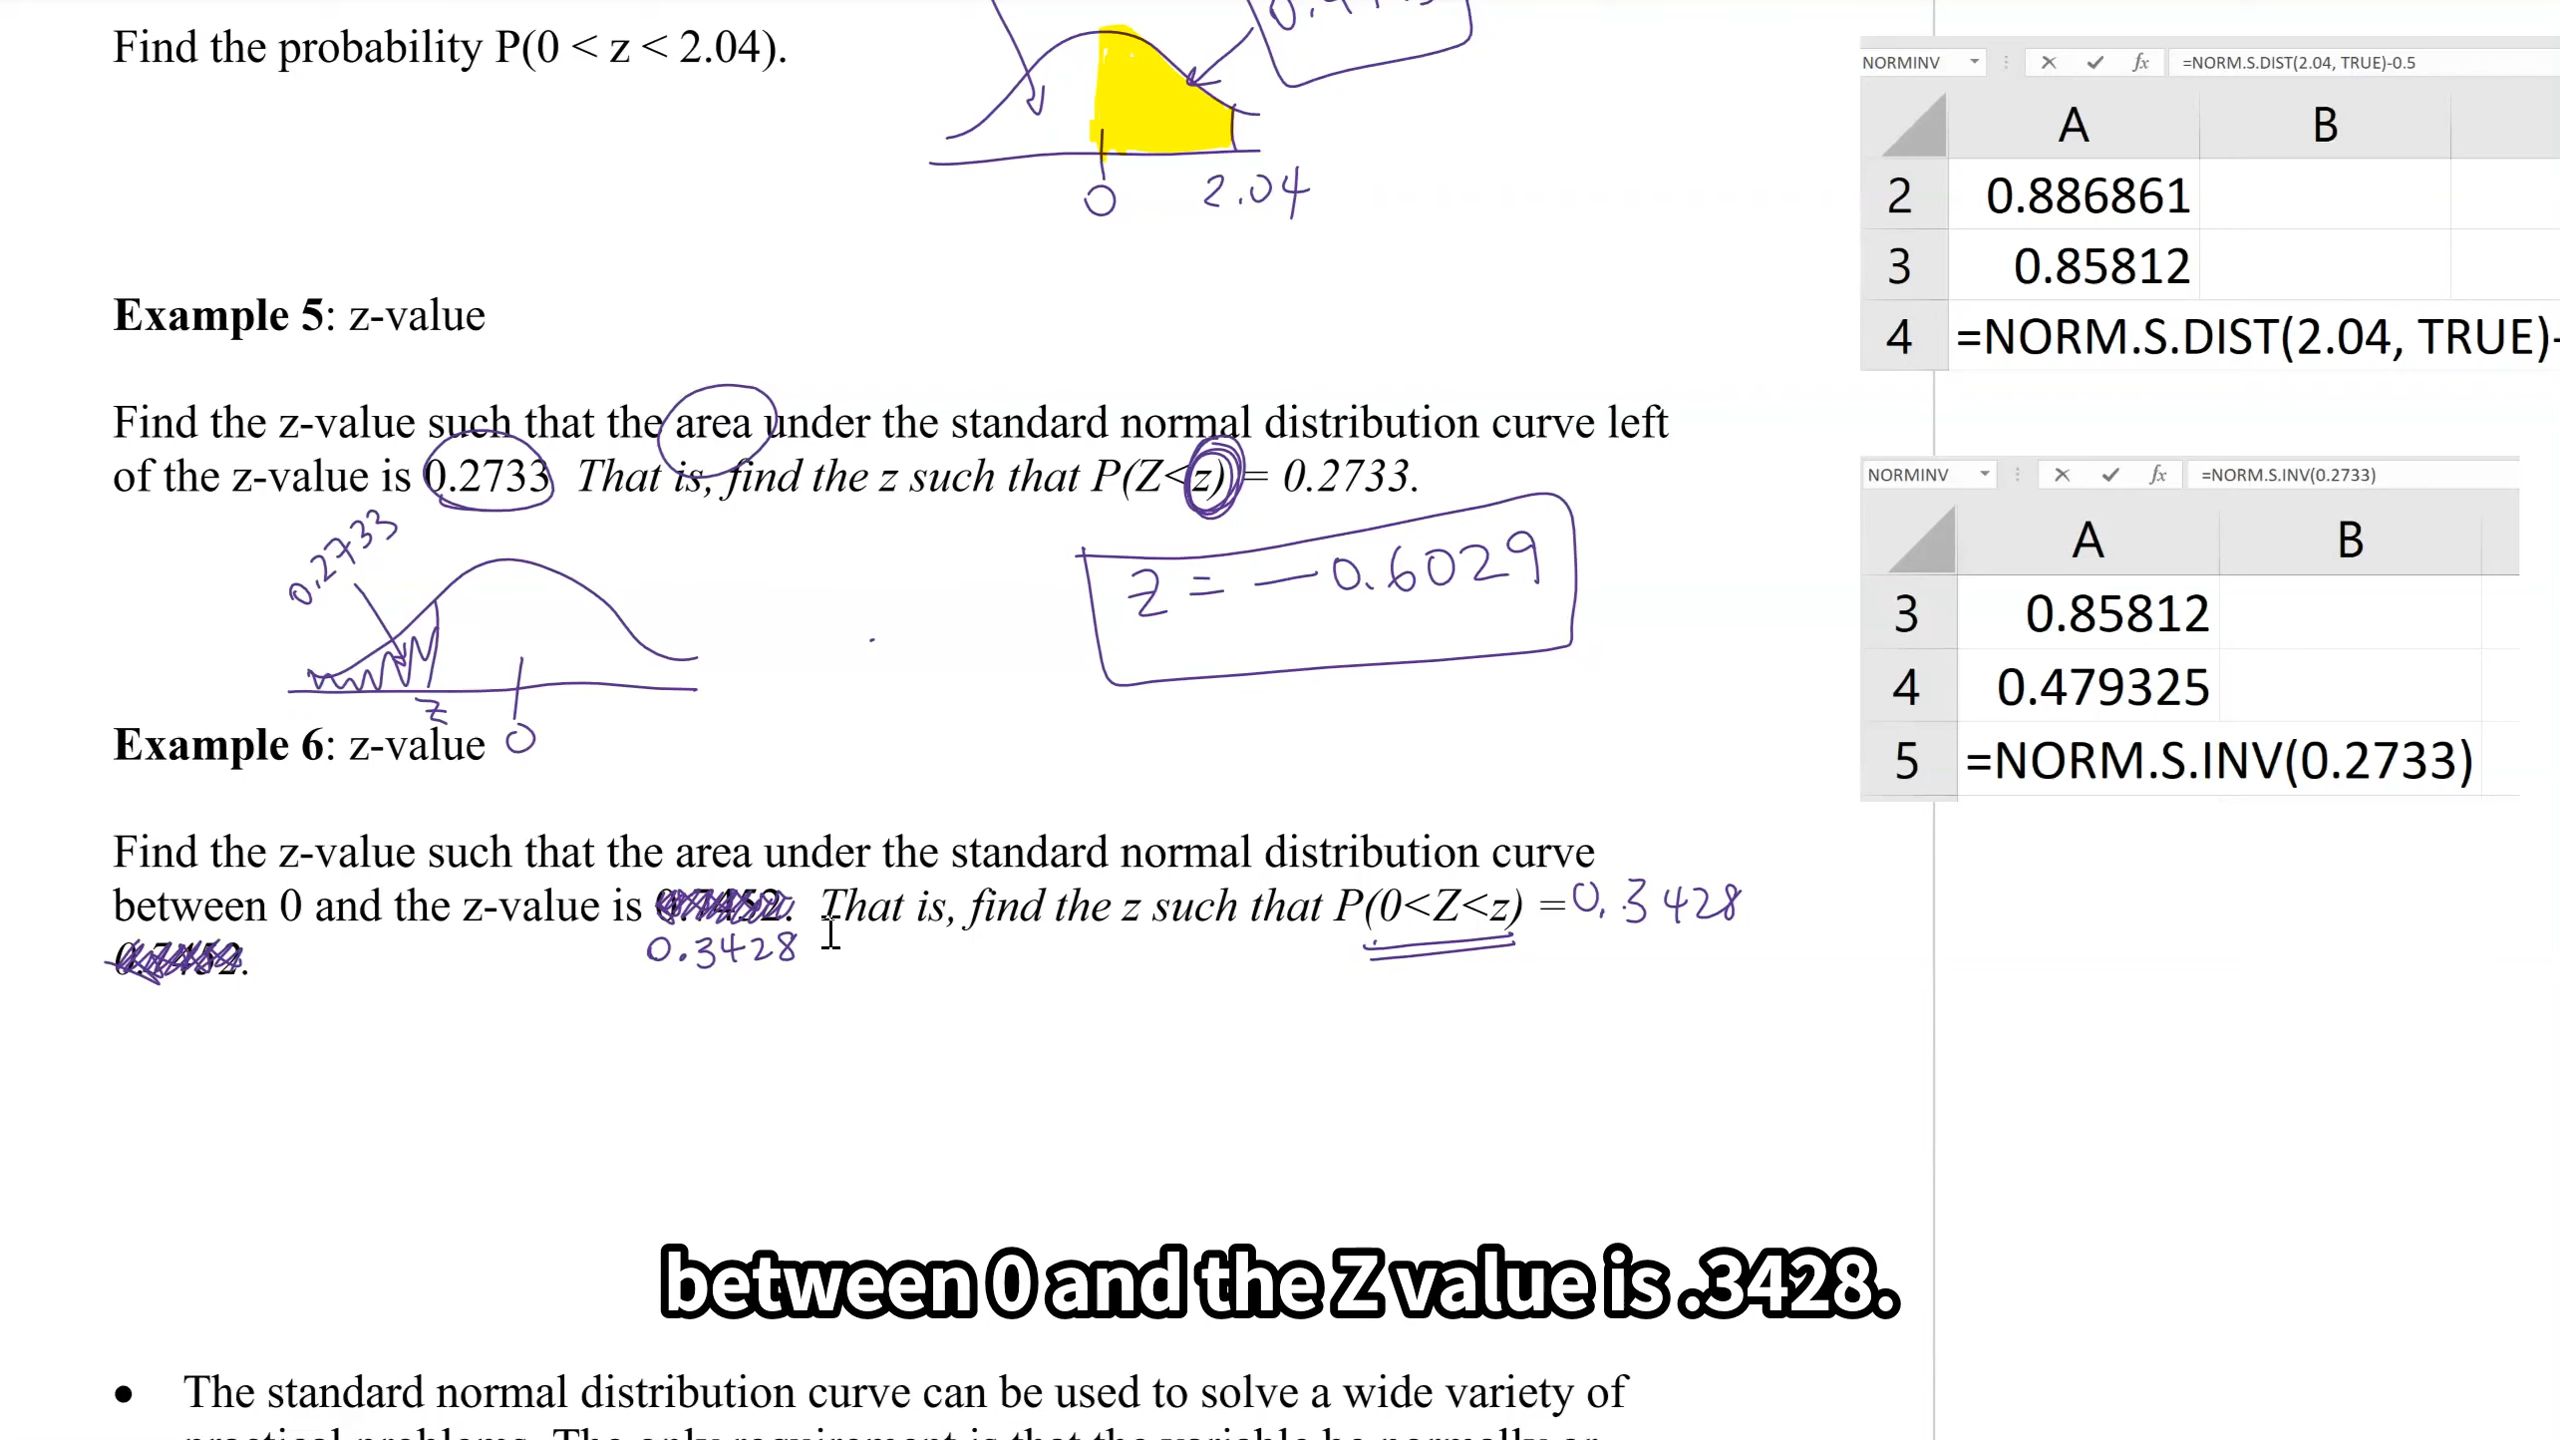 Find the probability P(0 < z < 2.04).
0
2.04
Example 5: z-value
Find the z-value such that the area under the standard normal distribution curve left
of the z-value is 0.2733 That is, find the z such that P(Z<z) = 0.2733.
0.2733
z = -0.6029
z
0
Example 6: z-value
Find the z-value such that the area under the standard normal distribution curve
between 0 and the z-value is 0.7452. That is, find the z such that P(0<Z<z) = 0.3428
0.3428
0.7452.
between 0 and the Z value is .3428.
• The standard normal distribution curve can be used to solve a wide variety of
NORMINV fx =NORM.S.DIST(2.04, TRUE)-0.5
A B
2 0.886861
3 0.85812
4 =NORM.S.DIST(2.04, TRUE)-
NORMINV fx =NORM.S.INV(0.2733)
A B
3 0.85812
4 0.479325
5 =NORM.S.INV(0.2733)